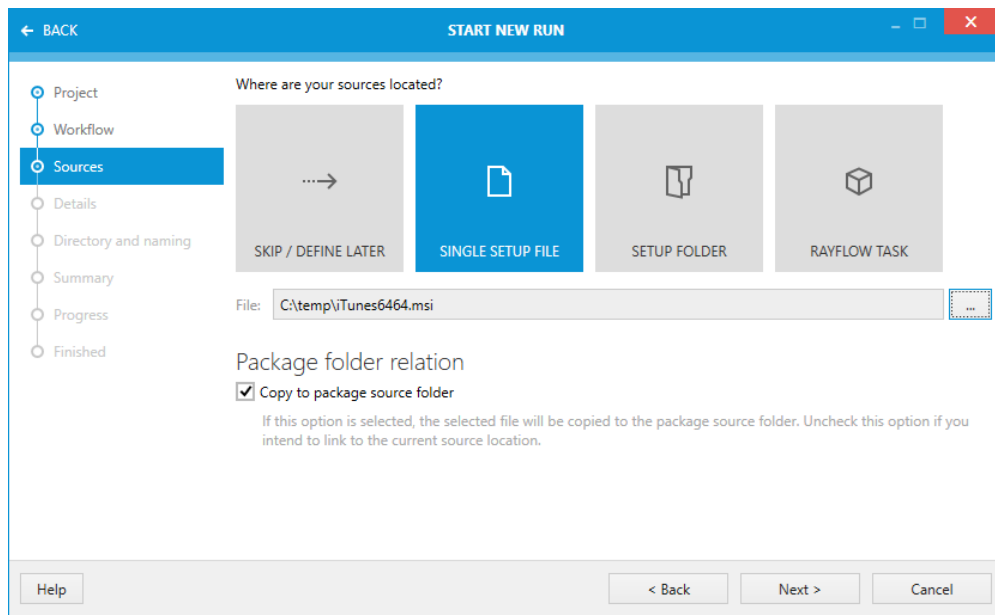 BACK
START NEW RUN
Project
Workflow
Sources
Details
Directory and naming
Summary
Progress
Finished
Where are your sources located?
SKIP / DEFINE LATER
SINGLE SETUP FILE
SETUP FOLDER
RAYFLOW TASK
File: C:\temp\iTunes6464.msi ...
Package folder relation
Copy to package source folder
If this option is selected, the selected file will be copied to the package source folder. Uncheck this option if you
intend to link to the current source location.
Help
< Back
Next >
Cancel